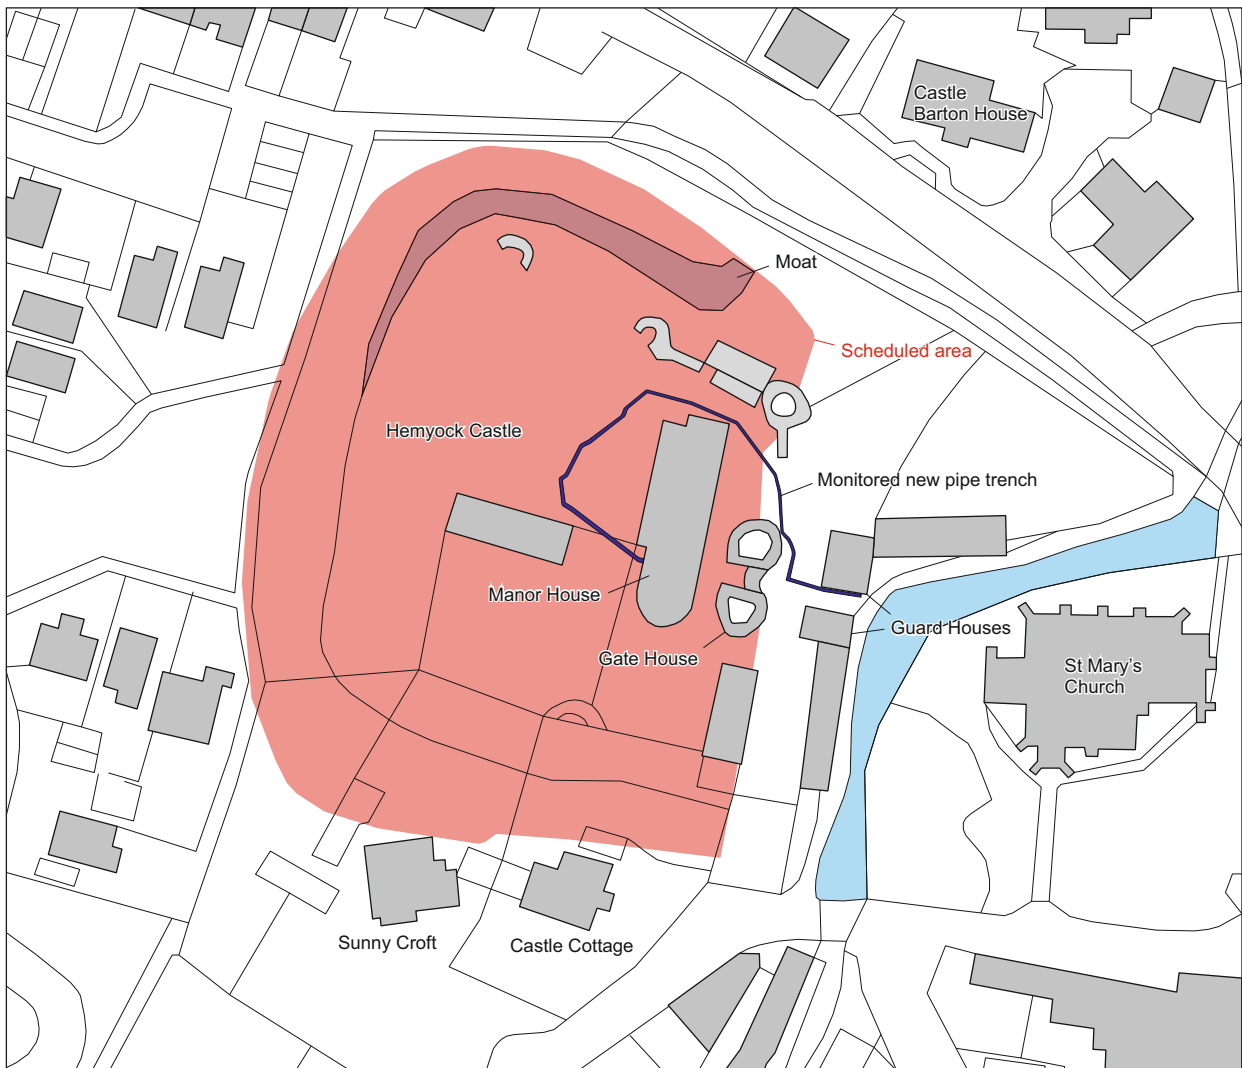 Castle
Barton House
Moat
Scheduled area
Hemyock Castle
Monitored new pipe trench
Manor House
Guard Houses
Gate House
St Mary's
Church
Sunny Croft
Castle Cottage